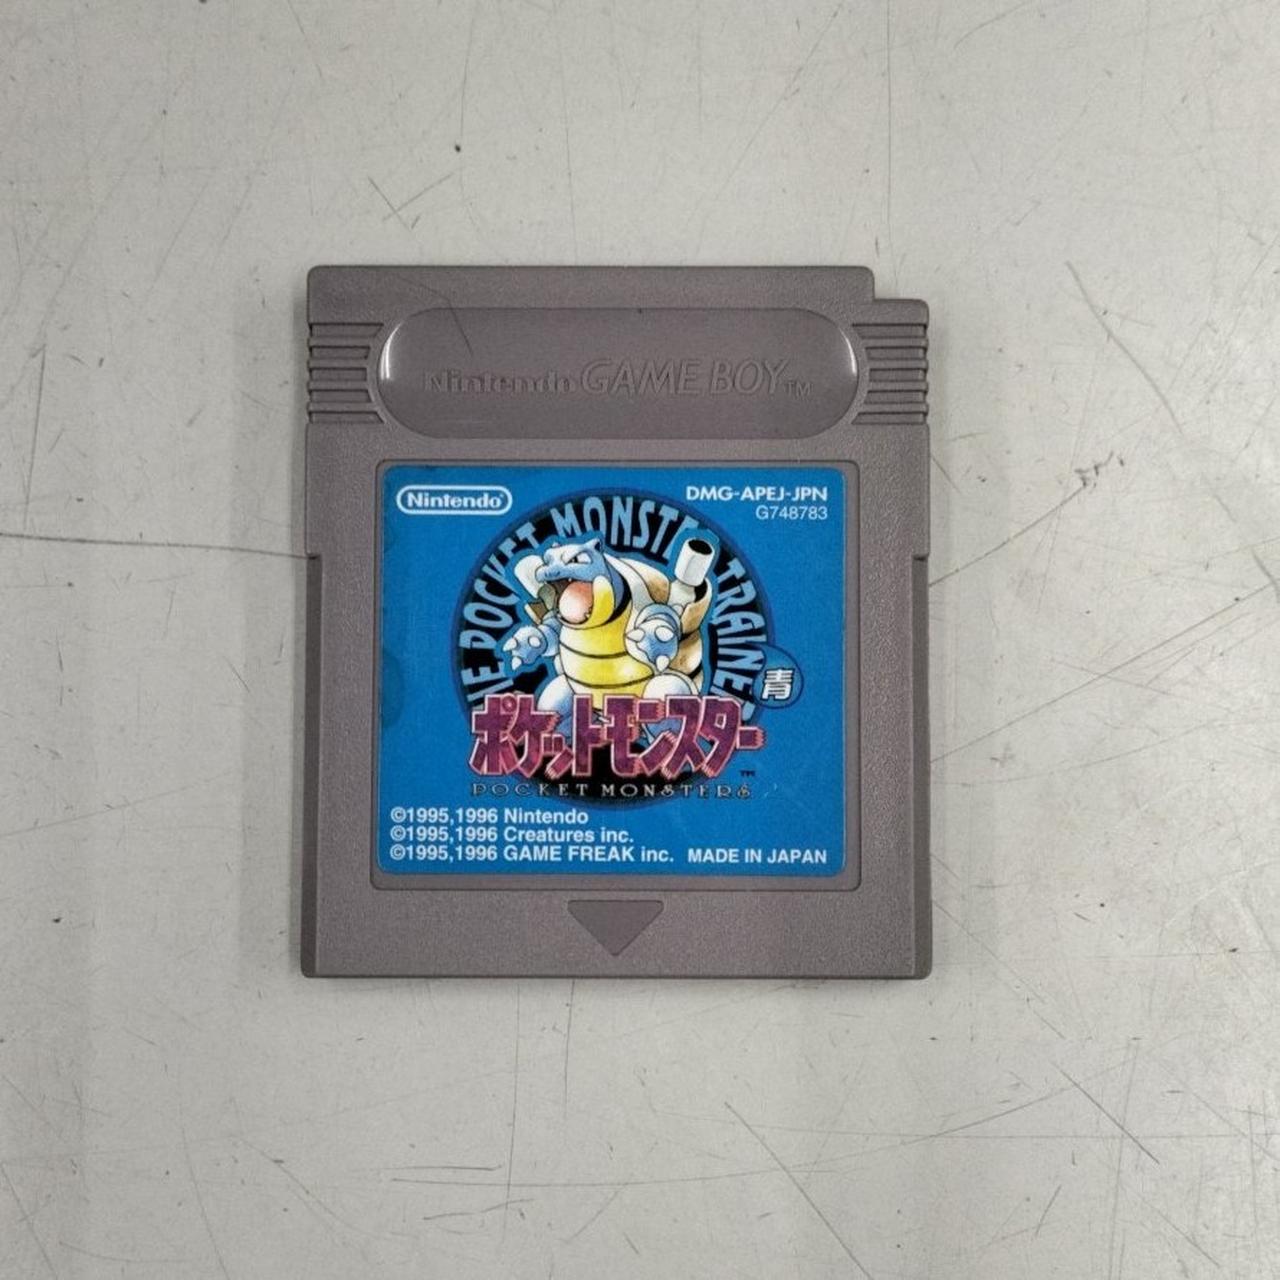 Nintendo GAME BOY TM
Nintendo
DMG-APEJ-JPN
G748783
POCKET MONSTER TRAINER
青
ポケットモンスター
TM
POCKET MONSTERS
©1995,1996 Nintendo
©1995,1996 Creatures inc.
©1995,1996 GAME FREAK inc. MADE IN JAPAN